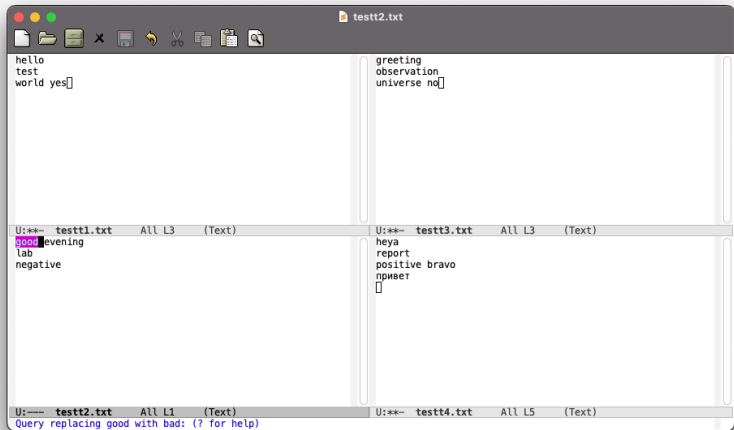 testt2.txt
hello
test
world yes
U:**-  testt1.txt     All L3     (Text)
greeting
observation
universe no
U:**-  testt3.txt     All L3     (Text)
good evening
lab
negative
U:---  testt2.txt     All L1     (Text)
heya
report
positive bravo
привет
U:**-  testt4.txt     All L5     (Text)
Query replacing good with bad: (? for help)